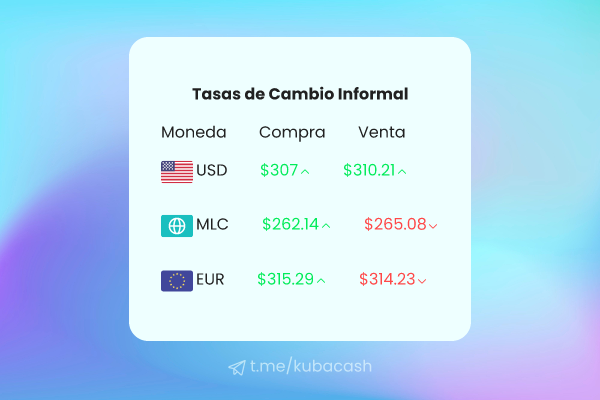 Tasas de Cambio Informal
Moneda Compra Venta
USD $307 $310.21
MLC $262.14 $265.08
EUR $315.29 $314.23
t.me/kubacash